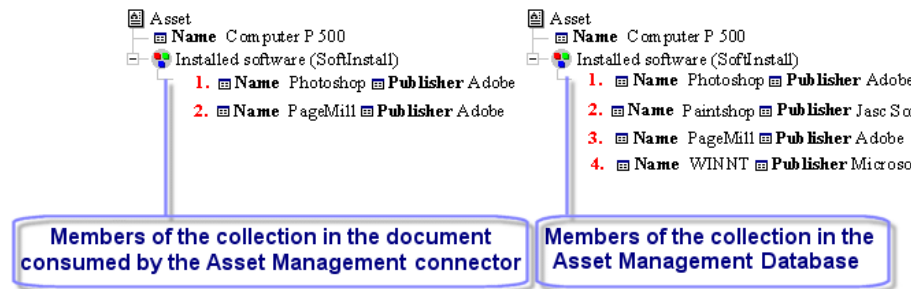 Asset
Name Computer P 500
Installed software (SoftInstall)
1. Name Photoshop Publisher Adobe
2. Name PageMill Publisher Adobe
Members of the collection in the document
consumed by the Asset Management connector
Asset
Name Computer P 500
Installed software (SoftInstall)
1. Name Photoshop Publisher Adobe
2. Name Paintshop Publisher Jasc
3. Name PageMill Publisher Adobe
4. Name WINNT Publisher
Members of the collection in the
Asset Management Database